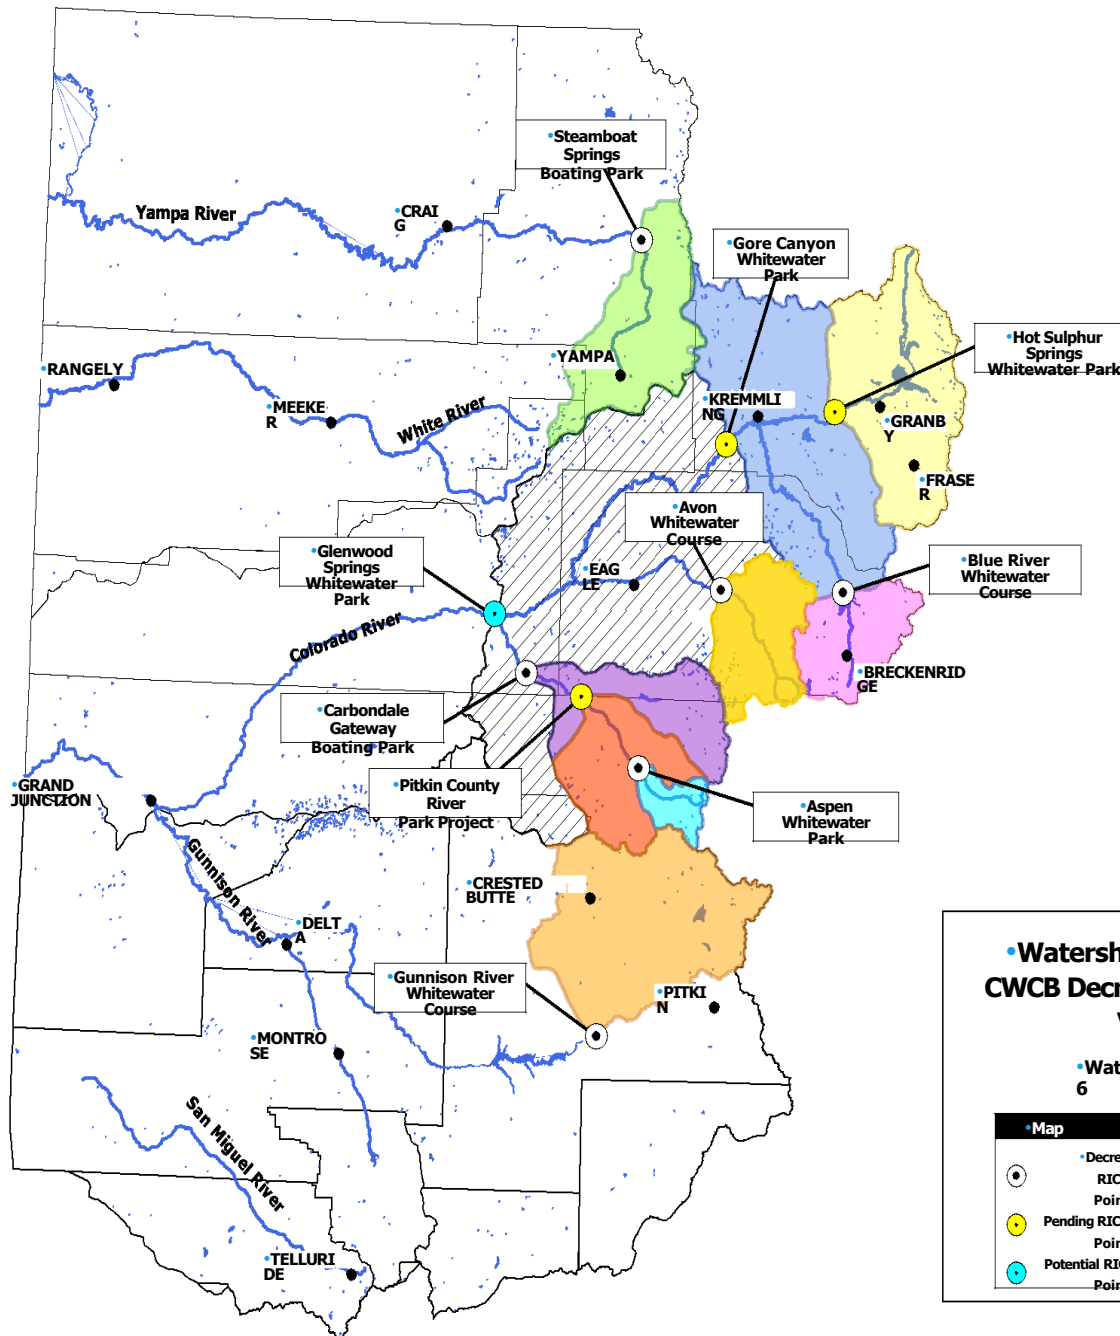 •Steamboat
Springs
Boating Park
Yampa River
•CRAI
G
•Gore Canyon
Whitewater
Park
•Hot Sulphur
Springs
Whitewater Park
•RANGELY
•YAMPA
•MEEKE
R
White River
•KREMMLI
NG
•GRANB
Y
•FRASE
R
•Avon
Whitewater
Course
•Glenwood
Springs
Whitewater
Park
•EAG
LE
•Blue River
Whitewater
Course
Colorado River
•BRECKENRID
GE
•Carbondale
Gateway
Boating Park
•GRAND
JUNCTION
•Pitkin County
River
Park Project
•Aspen
Whitewater
Park
Gunnison River
•CRESTED
BUTTE
•DELT
A
•Gunnison River
Whitewater
Course
•PITKI
N
•MONTRO
SE
San Miguel River
•TELLURI
DE
•Watersh
CWCB Decr
•Wat
6
•Map
•Decre
RIC
Poin
Pending RIC
Poin
Potential RI
Poin